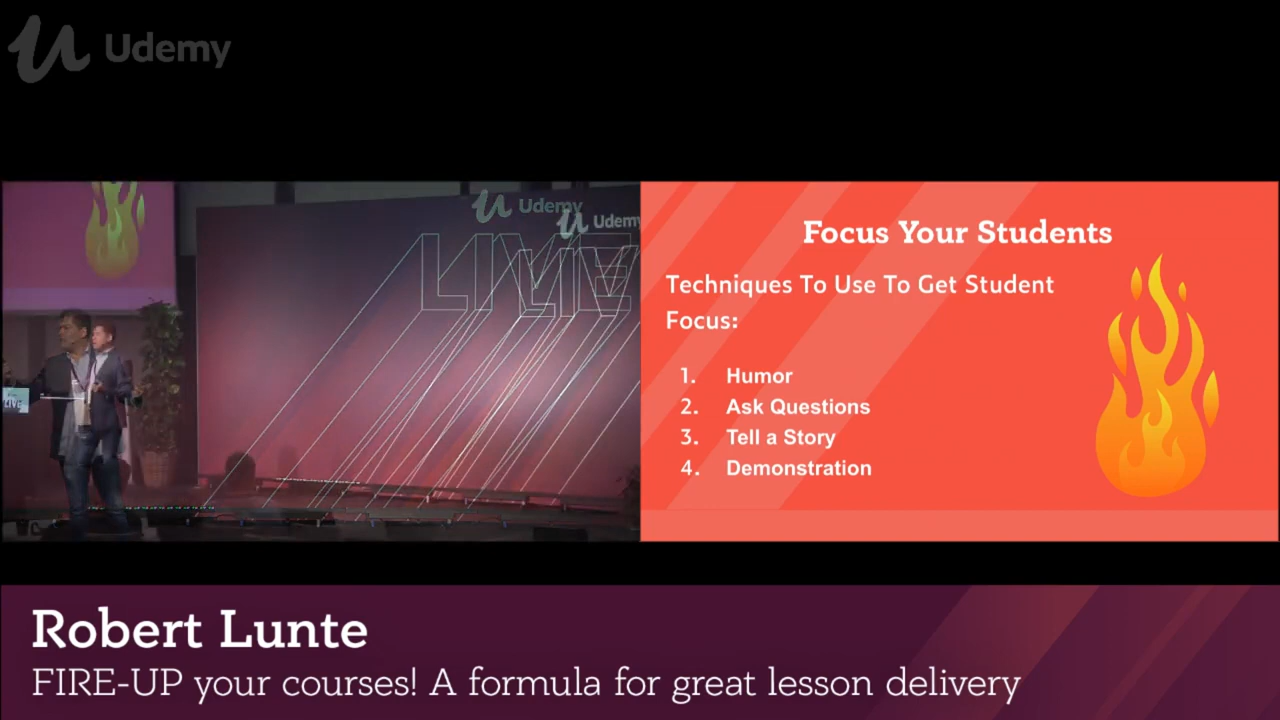 Udemy
Udemy
Udemy
LIVE
LIVE
Focus Your Students
Techniques To Use To Get Student
Focus:
1. Humor
2. Ask Questions
3. Tell a Story
4. Demonstration
Robert Lunte
FIRE-UP your courses! A formula for great lesson delivery